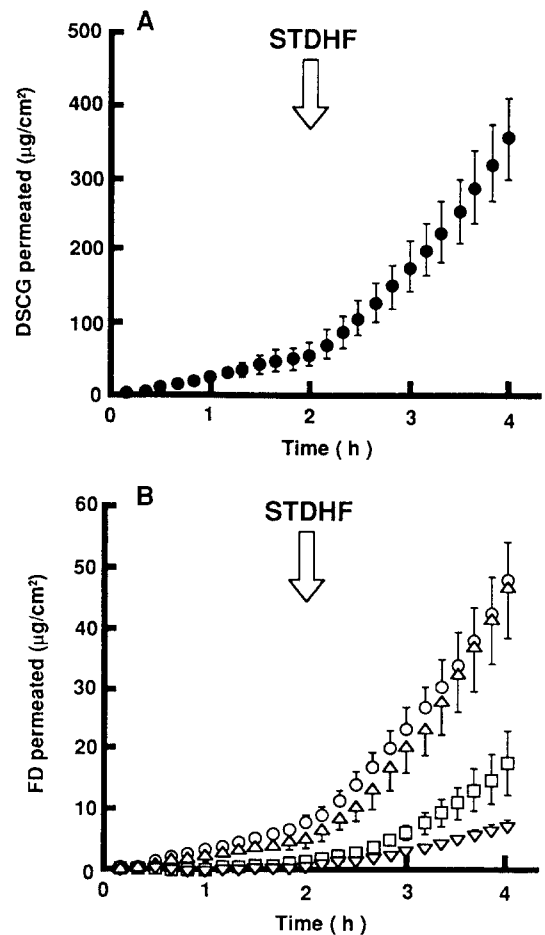 A
STDHF
DSCG permeated (μg/cm²)
500
400
300
200
100
0
0 1 2 3 4
Time ( h )
B
STDHF
FD permeated (μg/cm²)
60
50
40
30
20
10
0
0 1 2 3 4
Time ( h )